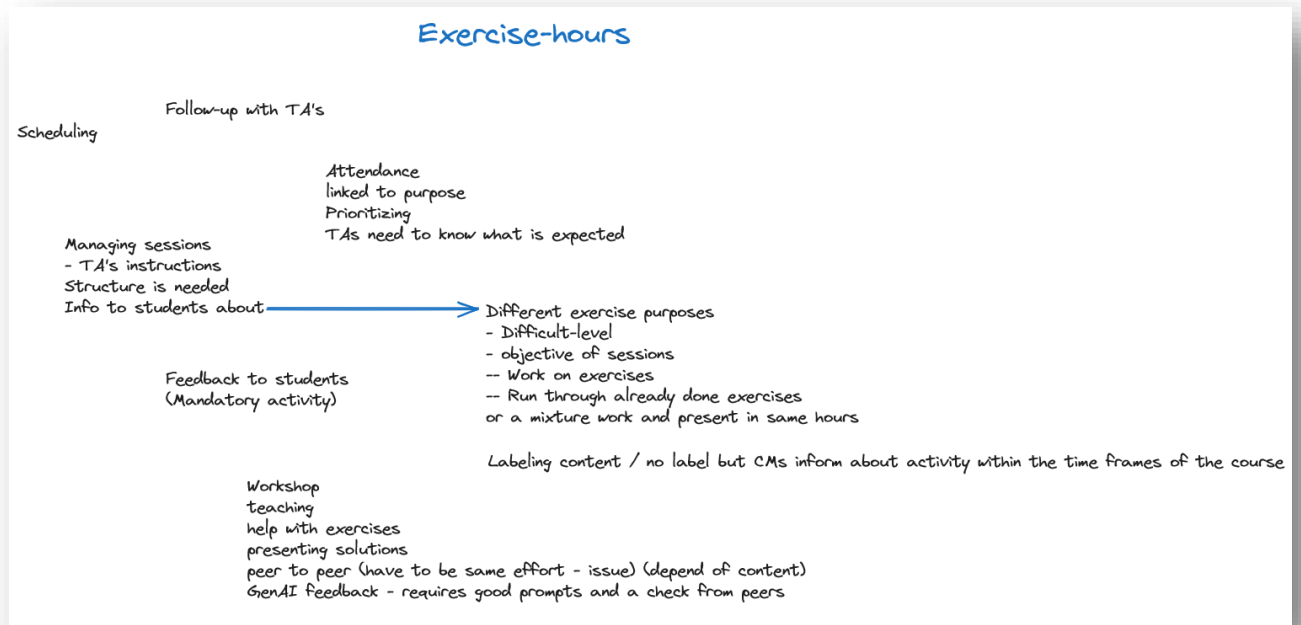 Exercise-hours
Follow-up with TA's
Scheduling
Attendance
linked to purpose
Prioritizing
TAs need to know what is expected
Managing sessions
- TA's instructions
Structure is needed
Info to students about
Different exercise purposes
- Difficult-level
- objective of sessions
-- Work on exercises
-- Run through already done exercises
or a mixture work and present in same hours
Feedback to students
(Mandatory activity)
Labeling content / no label but CMs inform about activity within the time frames of the course
Workshop
teaching
help with exercises
presenting solutions
peer to peer (have to be same effort - issue) (depend of content)
GenAI feedback - requires good prompts and a check from peers